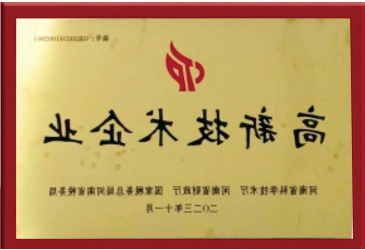 高新技术企业
河南省科学技术厅 河南省财政厅 国家税务总局河南省税务局
二〇二三年十一月